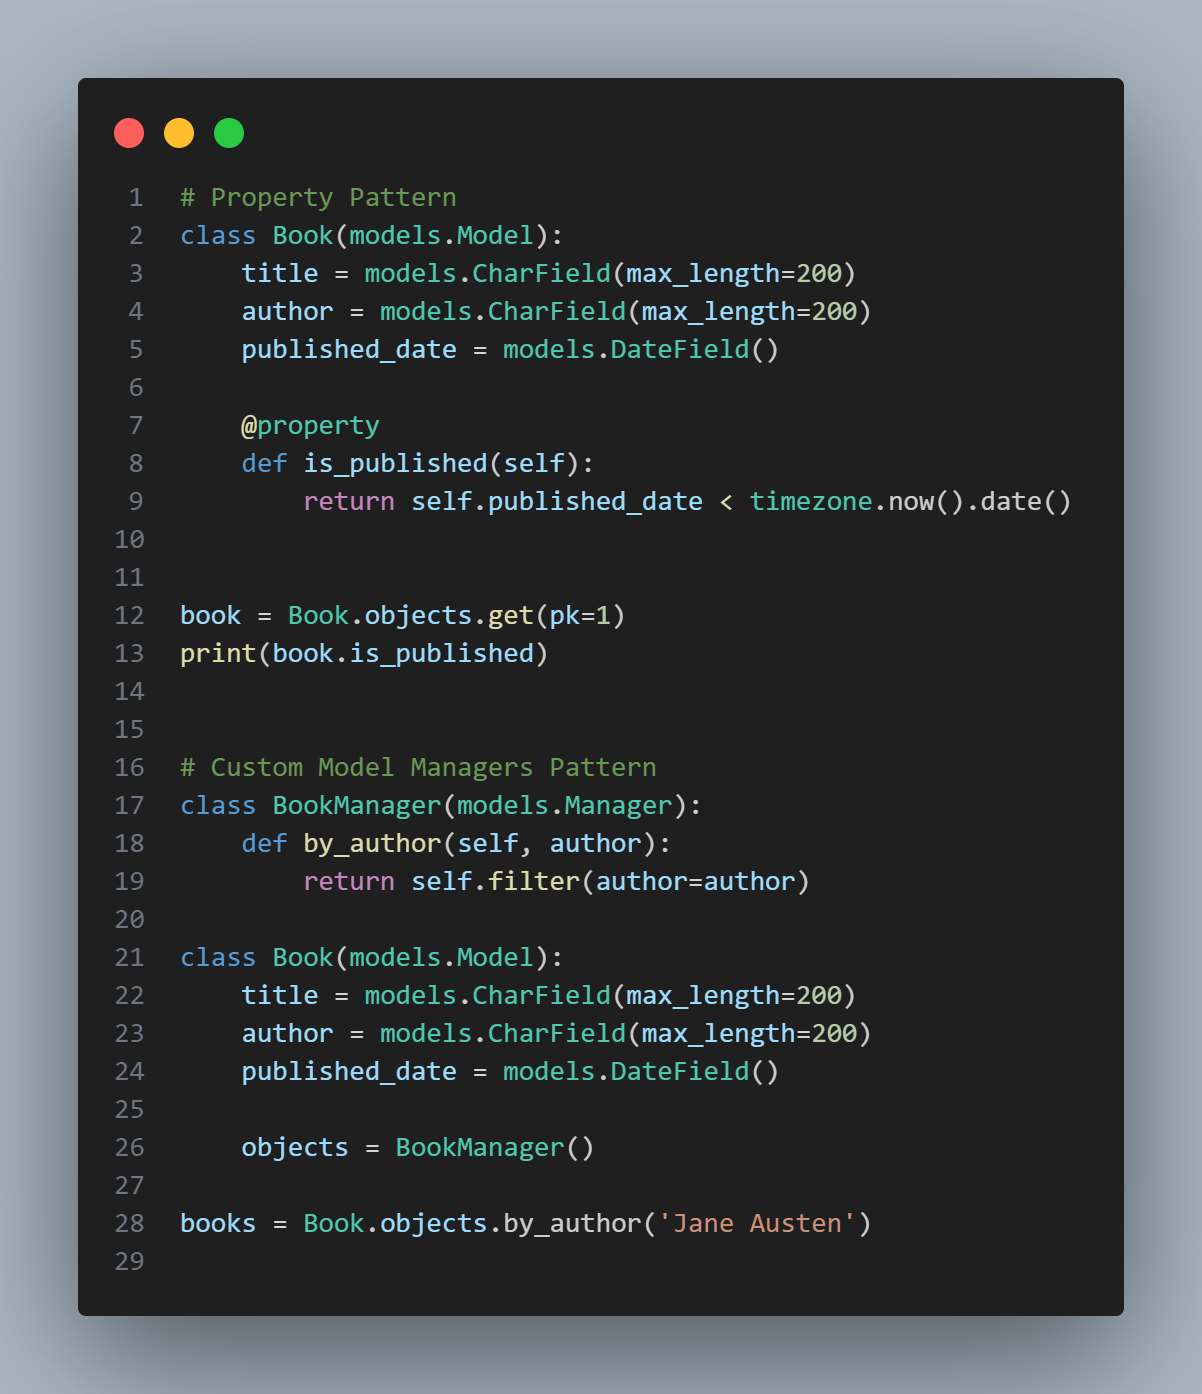 1 # Property Pattern
2 class Book(models.Model):
3     title = models.CharField(max_length=200)
4     author = models.CharField(max_length=200)
5     published_date = models.DateField()
6
7     @property
8     def is_published(self):
9         return self.published_date < timezone.now().date()
10
11
12 book = Book.objects.get(pk=1)
13 print(book.is_published)
14
15
16 # Custom Model Managers Pattern
17 class BookManager(models.Manager):
18     def by_author(self, author):
19         return self.filter(author=author)
20
21 class Book(models.Model):
22     title = models.CharField(max_length=200)
23     author = models.CharField(max_length=200)
24     published_date = models.DateField()
25
26     objects = BookManager()
27
28 books = Book.objects.by_author('Jane Austen')
29